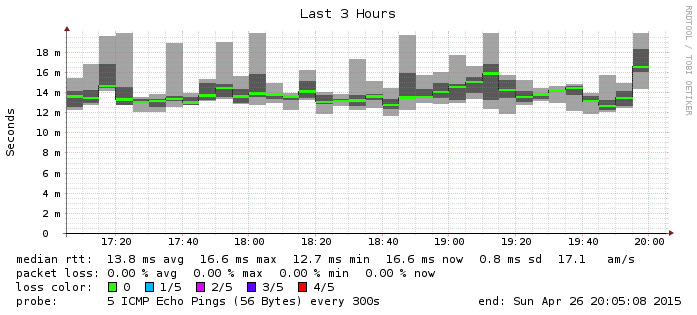 Last 3 Hours
RRDTOOL / TOBI OETIKER
Seconds
18 m
16 m
14 m
12 m
10 m
8 m
6 m
4 m
2 m
0
17:20 17:40 18:00 18:20 18:40 19:00 19:20 19:40 20:00
median rtt: 13.8 ms avg 16.6 ms max 12.7 ms min 16.6 ms now 0.8 ms sd 17.1 am/s
packet loss: 0.00 % avg 0.00 % max 0.00 % min 0.00 % now
loss color: 0 1/5 2/5 3/5 4/5
probe: 5 ICMP Echo Pings (56 Bytes) every 300s end: Sun Apr 26 20:05:08 2015